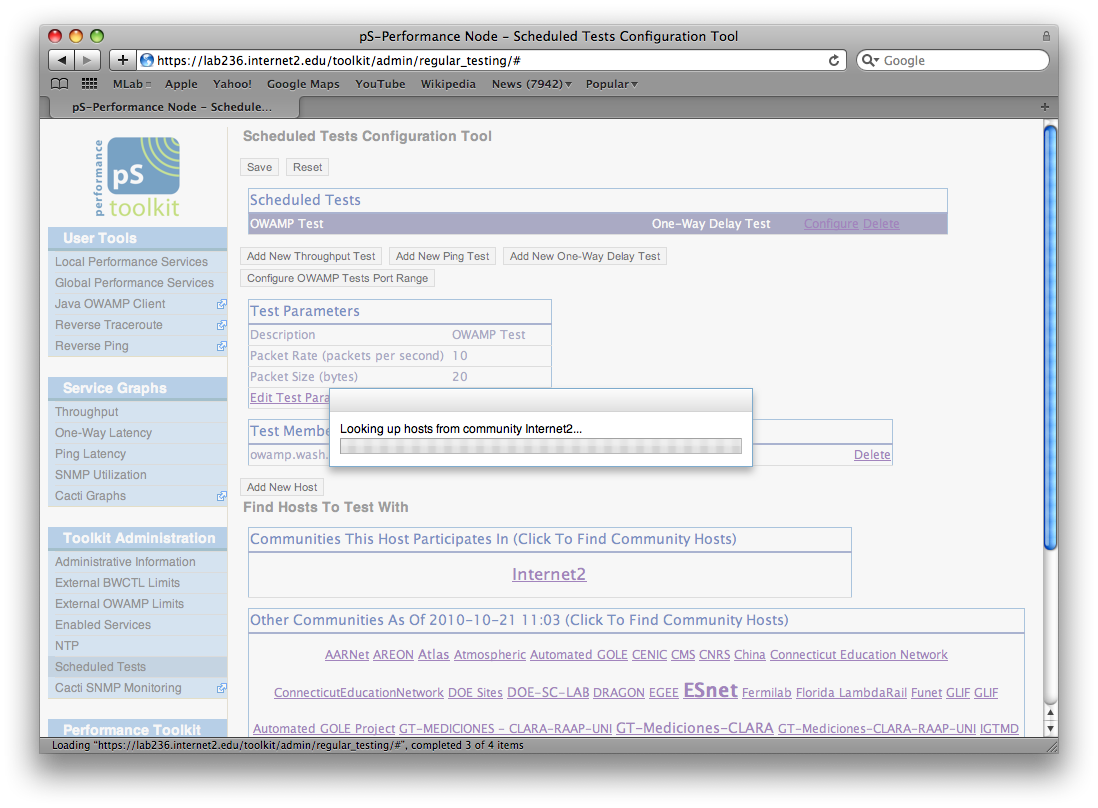 pS-Performance Node - Scheduled Tests Configuration Tool
https://lab236.internet2.edu/toolkit/admin/regular_testing/#
Google
MLab Apple Yahoo! Google Maps YouTube Wikipedia News (7942) Popular
pS-Performance Node - Schedule...
performance
pS
toolkit
User Tools
Local Performance Services
Global Performance Services
Java OWAMP Client
Reverse Traceroute
Reverse Ping
Service Graphs
Throughput
One-Way Latency
Ping Latency
SNMP Utilization
Cacti Graphs
Toolkit Administration
Administrative Information
External BWCTL Limits
External OWAMP Limits
Enabled Services
NTP
Scheduled Tests
Cacti SNMP Monitoring
Performance Toolkit
Scheduled Tests Configuration Tool
Save Reset
Scheduled Tests
OWAMP Test One-Way Delay Test Configure Delete
Add New Throughput Test Add New Ping Test Add New One-Way Delay Test
Configure OWAMP Tests Port Range
Test Parameters
Description OWAMP Test
Packet Rate (packets per second) 10
Packet Size (bytes) 20
Edit Test Para
Looking up hosts from community Internet2...
Test Membe
owamp.wash. Delete
Add New Host
Find Hosts To Test With
Communities This Host Participates In (Click To Find Community Hosts)
Internet2
Other Communities As Of 2010-10-21 11:03 (Click To Find Community Hosts)
AARNet AREON Atlas Atmospheric Automated GOLE CENIC CMS CNRS China Connecticut Education Network
ConnecticutEducationNetwork DOE Sites DOE-SC-LAB DRAGON EGEE ESnet Fermilab Florida LambdaRail Funet GLIF GLIF
Automated GOLE Project GT-MEDICIONES - CLARA-RAAP-UNI GT-Mediciones-CLARA GT-Mediciones-CLARA-RAAP-UNI IGTMD
Loading "https://lab236.internet2.edu/toolkit/admin/regular_testing/#", completed 3 of 4 items